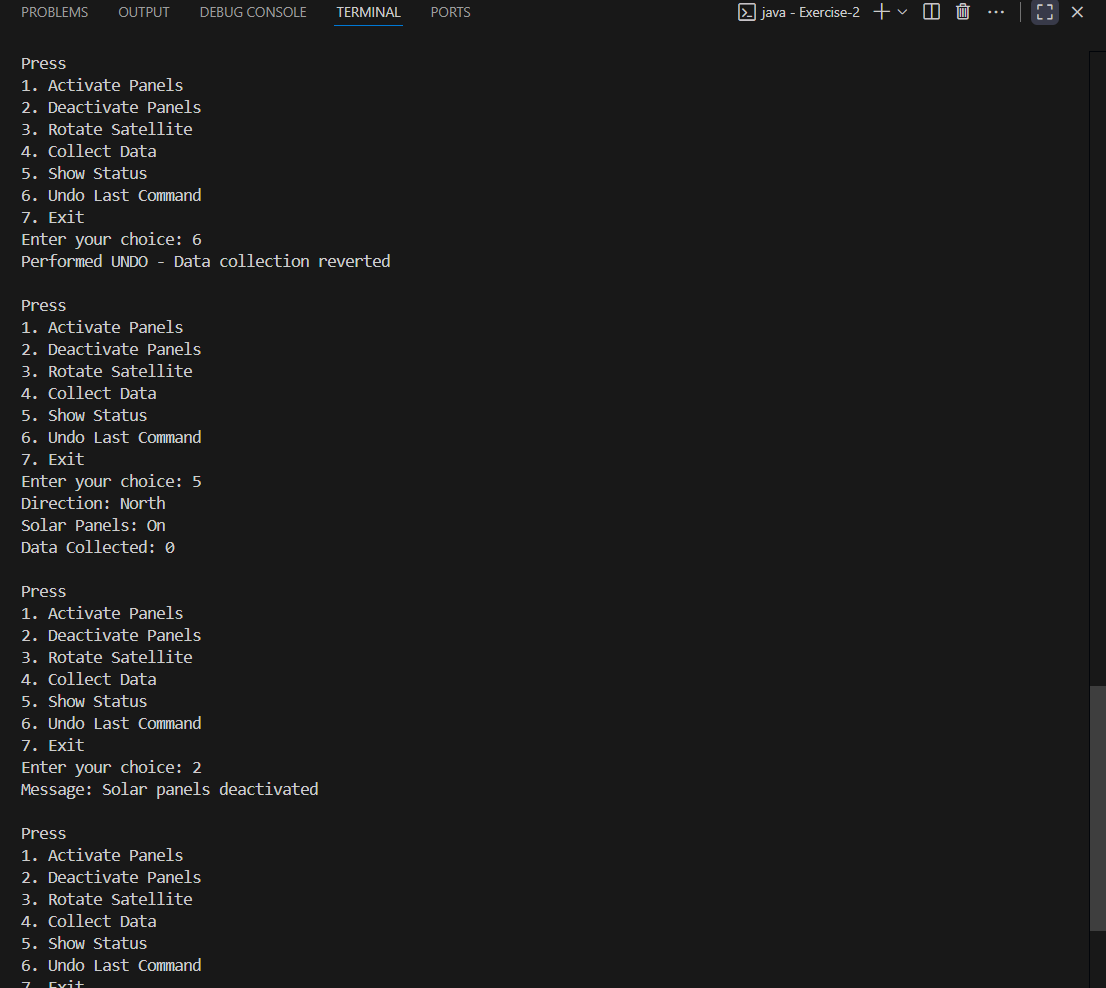 PROBLEMS OUTPUT DEBUG CONSOLE TERMINAL PORTS java - Exercise-2
Press
1. Activate Panels
2. Deactivate Panels
3. Rotate Satellite
4. Collect Data
5. Show Status
6. Undo Last Command
7. Exit
Enter your choice: 6
Performed UNDO - Data collection reverted
Press
1. Activate Panels
2. Deactivate Panels
3. Rotate Satellite
4. Collect Data
5. Show Status
6. Undo Last Command
7. Exit
Enter your choice: 5
Direction: North
Solar Panels: On
Data Collected: 0
Press
1. Activate Panels
2. Deactivate Panels
3. Rotate Satellite
4. Collect Data
5. Show Status
6. Undo Last Command
7. Exit
Enter your choice: 2
Message: Solar panels deactivated
Press
1. Activate Panels
2. Deactivate Panels
3. Rotate Satellite
4. Collect Data
5. Show Status
6. Undo Last Command
7. Exit